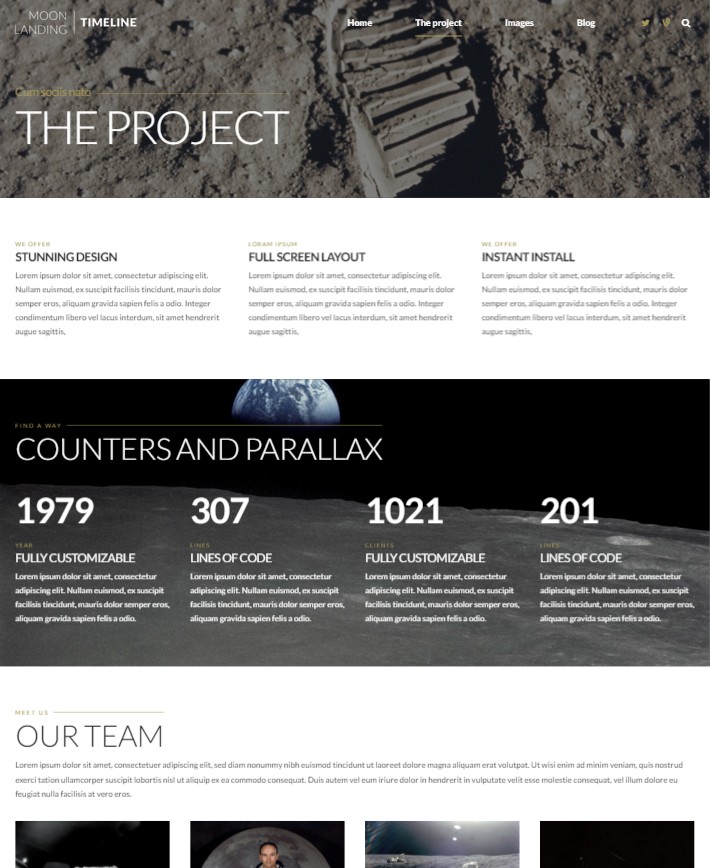 MOON
LANDING
TIMELINE
Home The project Images Blog
Cum sociis nato
THE PROJECT
WE OFFER
STUNNING DESIGN
Lorem ipsum dolor sit amet, consectetur adipiscing elit.
Nullam euismod, ex suscipit facilisis tincidunt, mauris dolor
semper eros, aliquam gravida sapien felis a odio. Integer
condimentum libero vel lacus interdum, sit amet hendrerit
augue sagittis,
LORAM IPSUM
FULL SCREEN LAYOUT
Lorem ipsum dolor sit amet, consectetur adipiscing elit.
Nullam euismod, ex suscipit facilisis tincidunt, mauris dolor
semper eros, aliquam gravida sapien felis a odio. Integer
condimentum libero vel lacus interdum, sit amet hendrerit
augue sagittis,
WE OFFER
INSTANT INSTALL
Lorem ipsum dolor sit amet, consectetur adipiscing elit.
Nullam euismod, ex suscipit facilisis tincidunt, mauris dolor
semper eros, aliquam gravida sapien felis a odio. Integer
condimentum libero vel lacus interdum, sit amet hendrerit
augue sagittis,
FIND A WAY
COUNTERS AND PARALLAX
1979
YEAR
FULLY CUSTOMIZABLE
Lorem ipsum dolor sit amet, consectetur
adipiscing elit. Nullam euismod, ex suscipit
facilisis tincidunt, mauris dolor semper eros,
aliquam gravida sapien felis a odio.
307
LINES
LINES OF CODE
Lorem ipsum dolor sit amet, consectetur
adipiscing elit. Nullam euismod, ex suscipit
facilisis tincidunt, mauris dolor semper eros,
aliquam gravida sapien felis a odio.
1021
CLIENTS
FULLY CUSTOMIZABLE
Lorem ipsum dolor sit amet, consectetur
adipiscing elit. Nullam euismod, ex suscipit
facilisis tincidunt, mauris dolor semper eros,
aliquam gravida sapien felis a odio.
201
LINES
LINES OF CODE
Lorem ipsum dolor sit amet, consectetur
adipiscing elit. Nullam euismod, ex suscipit
facilisis tincidunt, mauris dolor semper eros,
aliquam gravida sapien felis a odio.
MEET US
OUR TEAM
Lorem ipsum dolor sit amet, consectetuer adipiscing elit, sed diam nonummy nibh euismod tincidunt ut laoreet dolore magna aliquam erat volutpat. Ut wisi enim ad minim veniam, quis nostrud
exerci tation ullamcorper suscipit lobortis nisl ut aliquip ex ea commodo consequat. Duis autem vel eum iriure dolor in hendrerit in vulputate velit esse molestie consequat, vel illum dolore eu
feugiat nulla facilisis at vero eros.